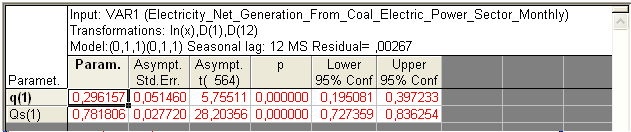 Input: VAR1 (Electricity_Net_Generation_From_Coal_Electric_Power_Sector_Monthly)
Transformations: ln(x),D(1),D(12)
Model:(0,1,1)(0,1,1) Seasonal lag: 12 MS Residual= ,00267
Paramet. Param. Asympt. Std.Err. Asympt. t( 564) p Lower 95% Conf Upper 95% Conf
q(1) 0,296157 0,051460 5,75511 0,000000 0,195081 0,397233
Qs(1) 0,781806 0,027720 28,20356 0,000000 0,727359 0,836254